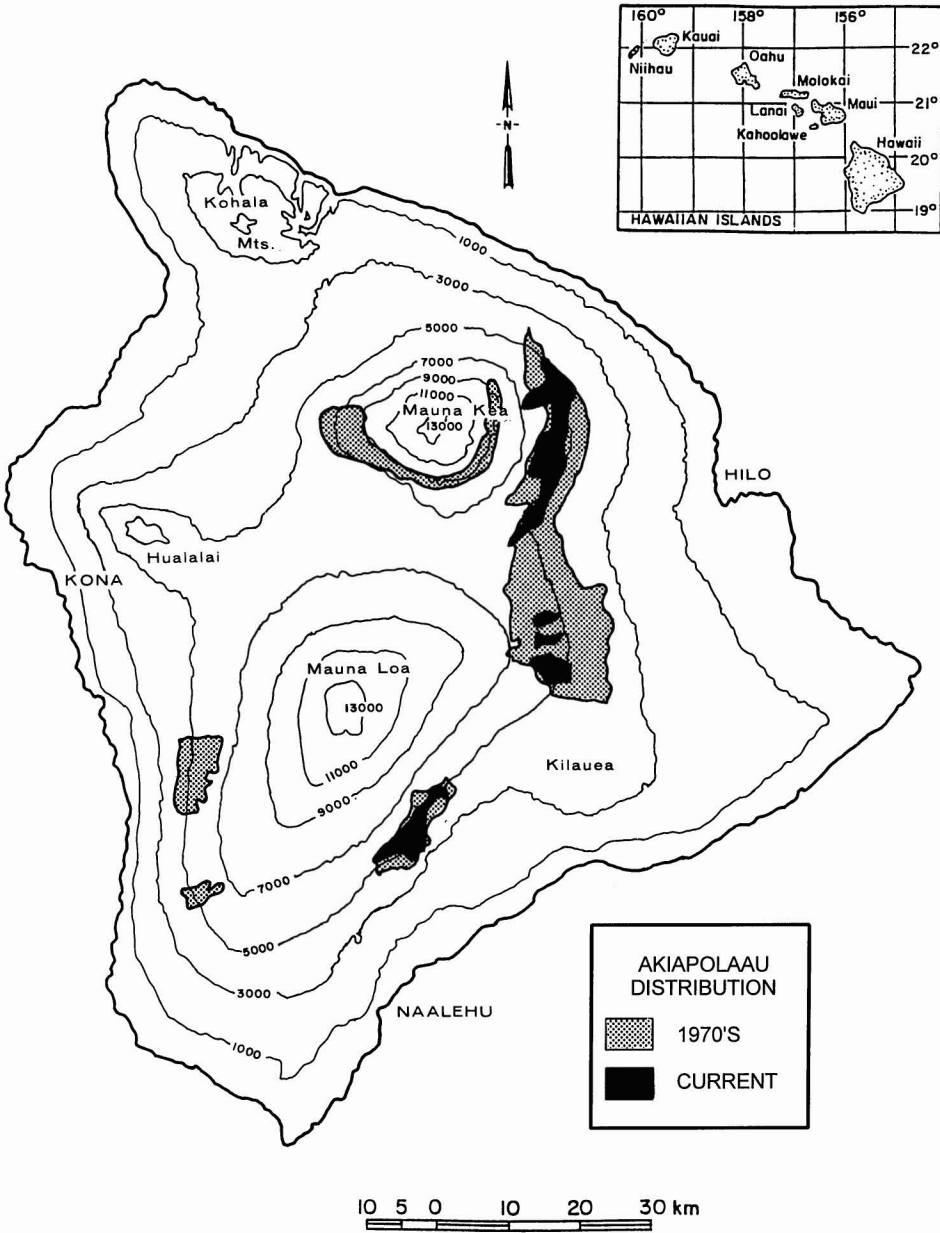 160° 158° 156°
Kauai
22°
Oahu
Niihau
Molokai
21°
Lanai
Maui
Kahoolawe
Hawaii
20°
19°
HAWAIIAN ISLANDS
-N-
Kohala
Mts.
1000
3000
5000
7000
9000
11000
Mauna Kea
13000
HILO
Hualalai
KONA
Mauna Loa
13000
Kilauea
11000
9000
7000
5000
3000
NAALEHU
1000
AKIAPOLAAU
DISTRIBUTION
1970'S
CURRENT
10 5 0 10 20 30 km